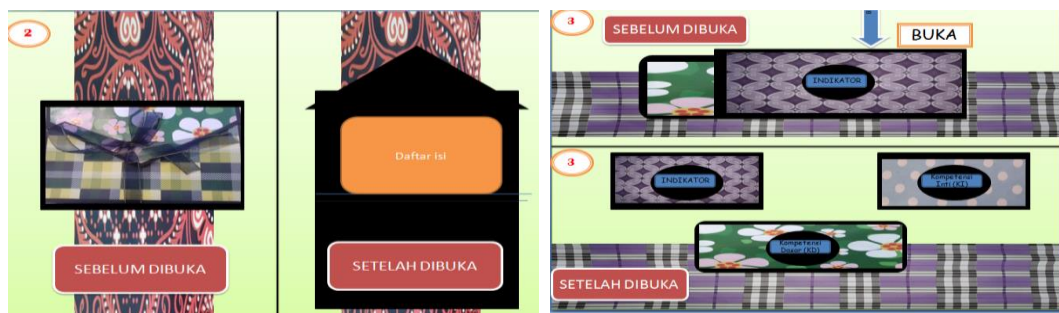 2
SEBELUM DIBUKA
Daftar isi
SETELAH DIBUKA
3
SEBELUM DIBUKA
BUKA
INDIKATOR
3
INDIKATOR
Kompetensi
Inti (KI)
Kompetensi
Dasar (KD)
SETELAH DIBUKA